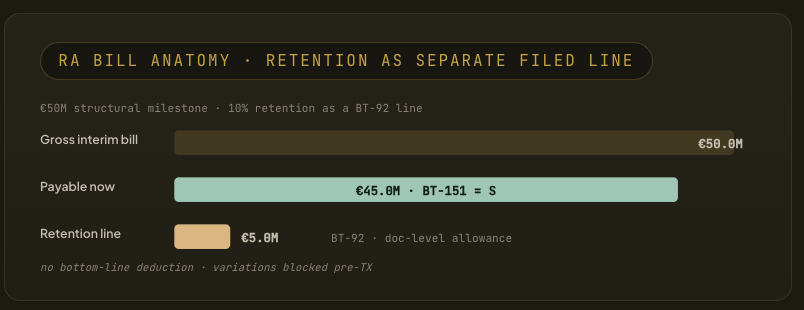 RA BILL ANATOMY · RETENTION AS SEPARATE FILED LINE
€50M structural milestone · 10% retention as a BT-92 line
Gross interim bill €50.0M
Payable now €45.0M · BT-151 = S
Retention line €5.0M BT-92 · doc-level allowance
no bottom-line deduction · variations blocked pre-TX